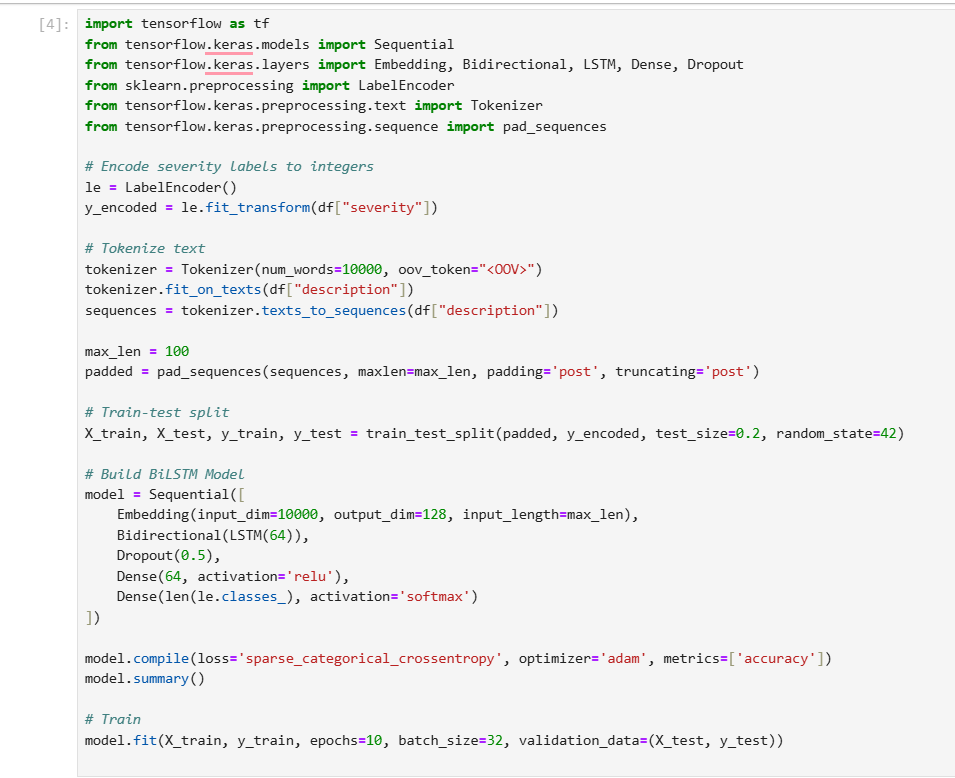 [4]:
import tensorflow as tf
from tensorflow.keras.models import Sequential
from tensorflow.keras.layers import Embedding, Bidirectional, LSTM, Dense, Dropout
from sklearn.preprocessing import LabelEncoder
from tensorflow.keras.preprocessing.text import Tokenizer
from tensorflow.keras.preprocessing.sequence import pad_sequences

# Encode severity labels to integers
le = LabelEncoder()
y_encoded = le.fit_transform(df["severity"])

# Tokenize text
tokenizer = Tokenizer(num_words=10000, oov_token="<OOV>")
tokenizer.fit_on_texts(df["description"])
sequences = tokenizer.texts_to_sequences(df["description"])

max_len = 100
padded = pad_sequences(sequences, maxlen=max_len, padding='post', truncating='post')

# Train-test split
X_train, X_test, y_train, y_test = train_test_split(padded, y_encoded, test_size=0.2, random_state=42)

# Build BiLSTM Model
model = Sequential([
    Embedding(input_dim=10000, output_dim=128, input_length=max_len),
    Bidirectional(LSTM(64)),
    Dropout(0.5),
    Dense(64, activation='relu'),
    Dense(len(le.classes_), activation='softmax')
])

model.compile(loss='sparse_categorical_crossentropy', optimizer='adam', metrics=['accuracy'])
model.summary()

# Train
model.fit(X_train, y_train, epochs=10, batch_size=32, validation_data=(X_test, y_test))